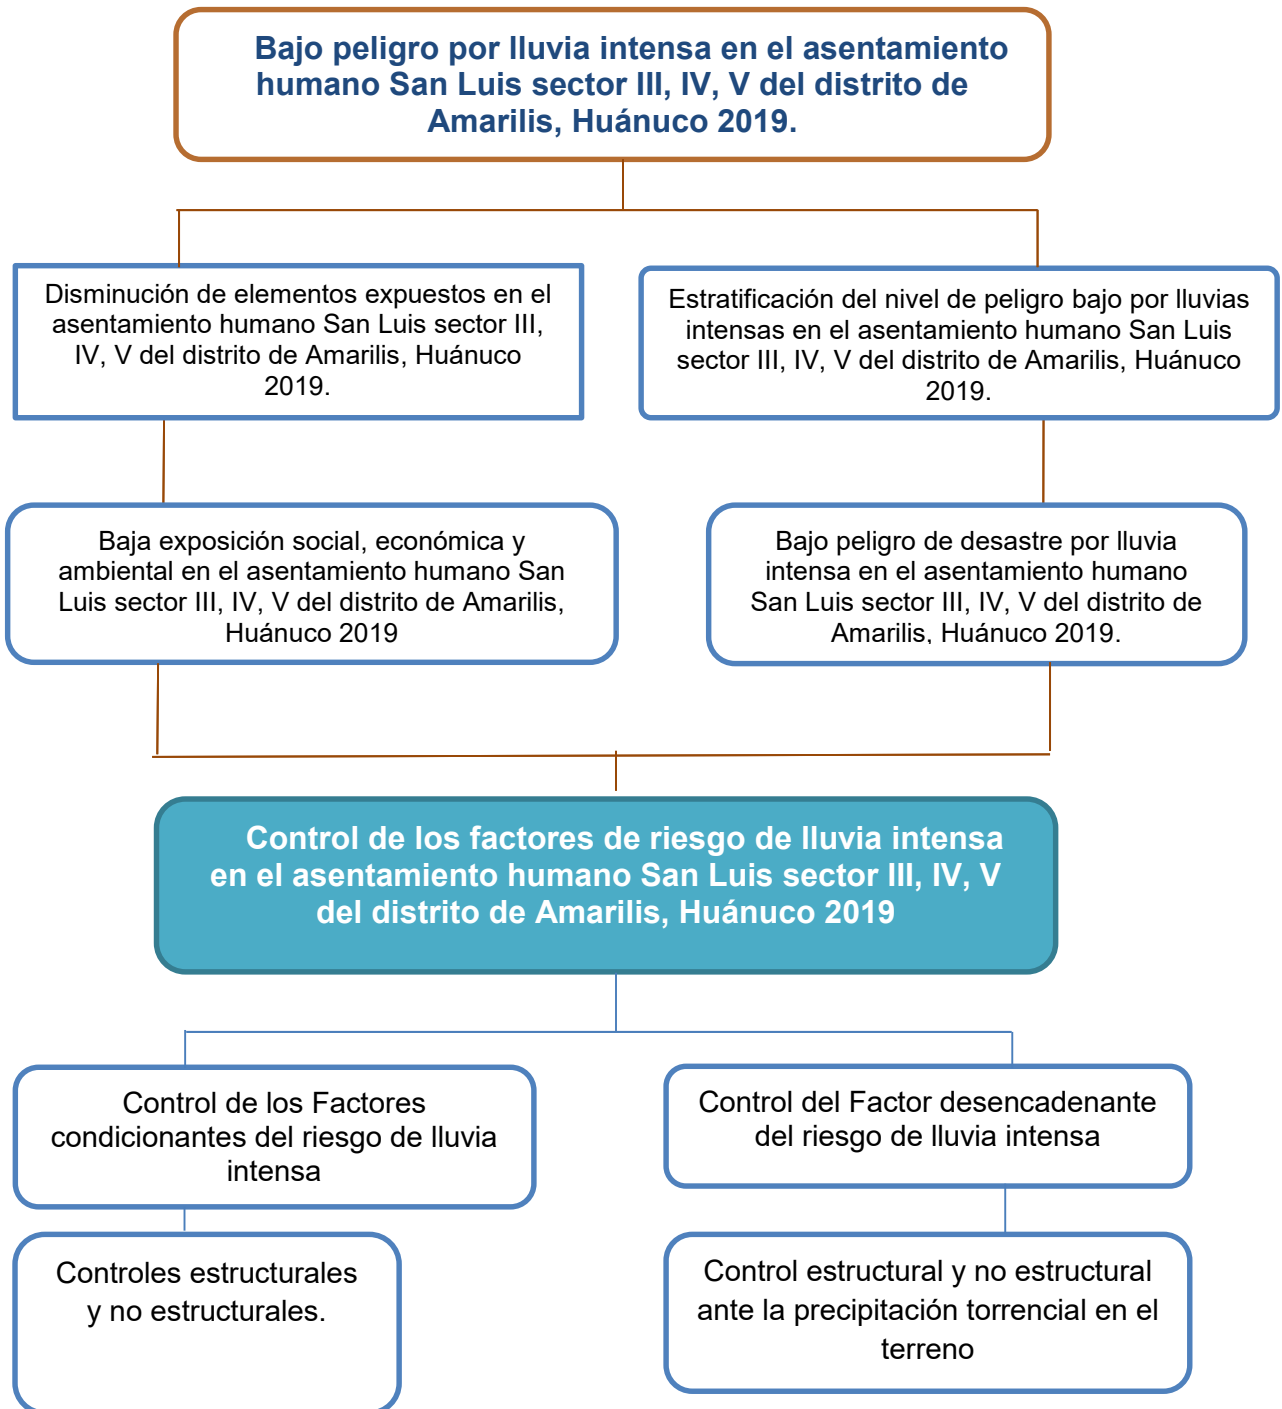 Bajo peligro por lluvia intensa en el asentamiento
humano San Luis sector III, IV, V del distrito de
Amarilis, Huánuco 2019.
Disminución de elementos expuestos en el
asentamiento humano San Luis sector III,
IV, V del distrito de Amarilis, Huánuco
2019.
Estratificación del nivel de peligro bajo por lluvias
intensas en el asentamiento humano San Luis
sector III, IV, V del distrito de Amarilis, Huánuco
2019.
Baja exposición social, económica y
ambiental en el asentamiento humano San
Luis sector III, IV, V del distrito de Amarilis,
Huánuco 2019
Bajo peligro de desastre por lluvia
intensa en el asentamiento humano
San Luis sector III, IV, V del distrito de
Amarilis, Huánuco 2019.
Control de los factores de riesgo de lluvia intensa
en el asentamiento humano San Luis sector III, IV, V
del distrito de Amarilis, Huánuco 2019
Control de los Factores
condicionantes del riesgo de lluvia
intensa
Control del Factor desencadenante
del riesgo de lluvia intensa
Controles estructurales
y no estructurales.
Control estructural y no estructural
ante la precipitación torrencial en el
terreno